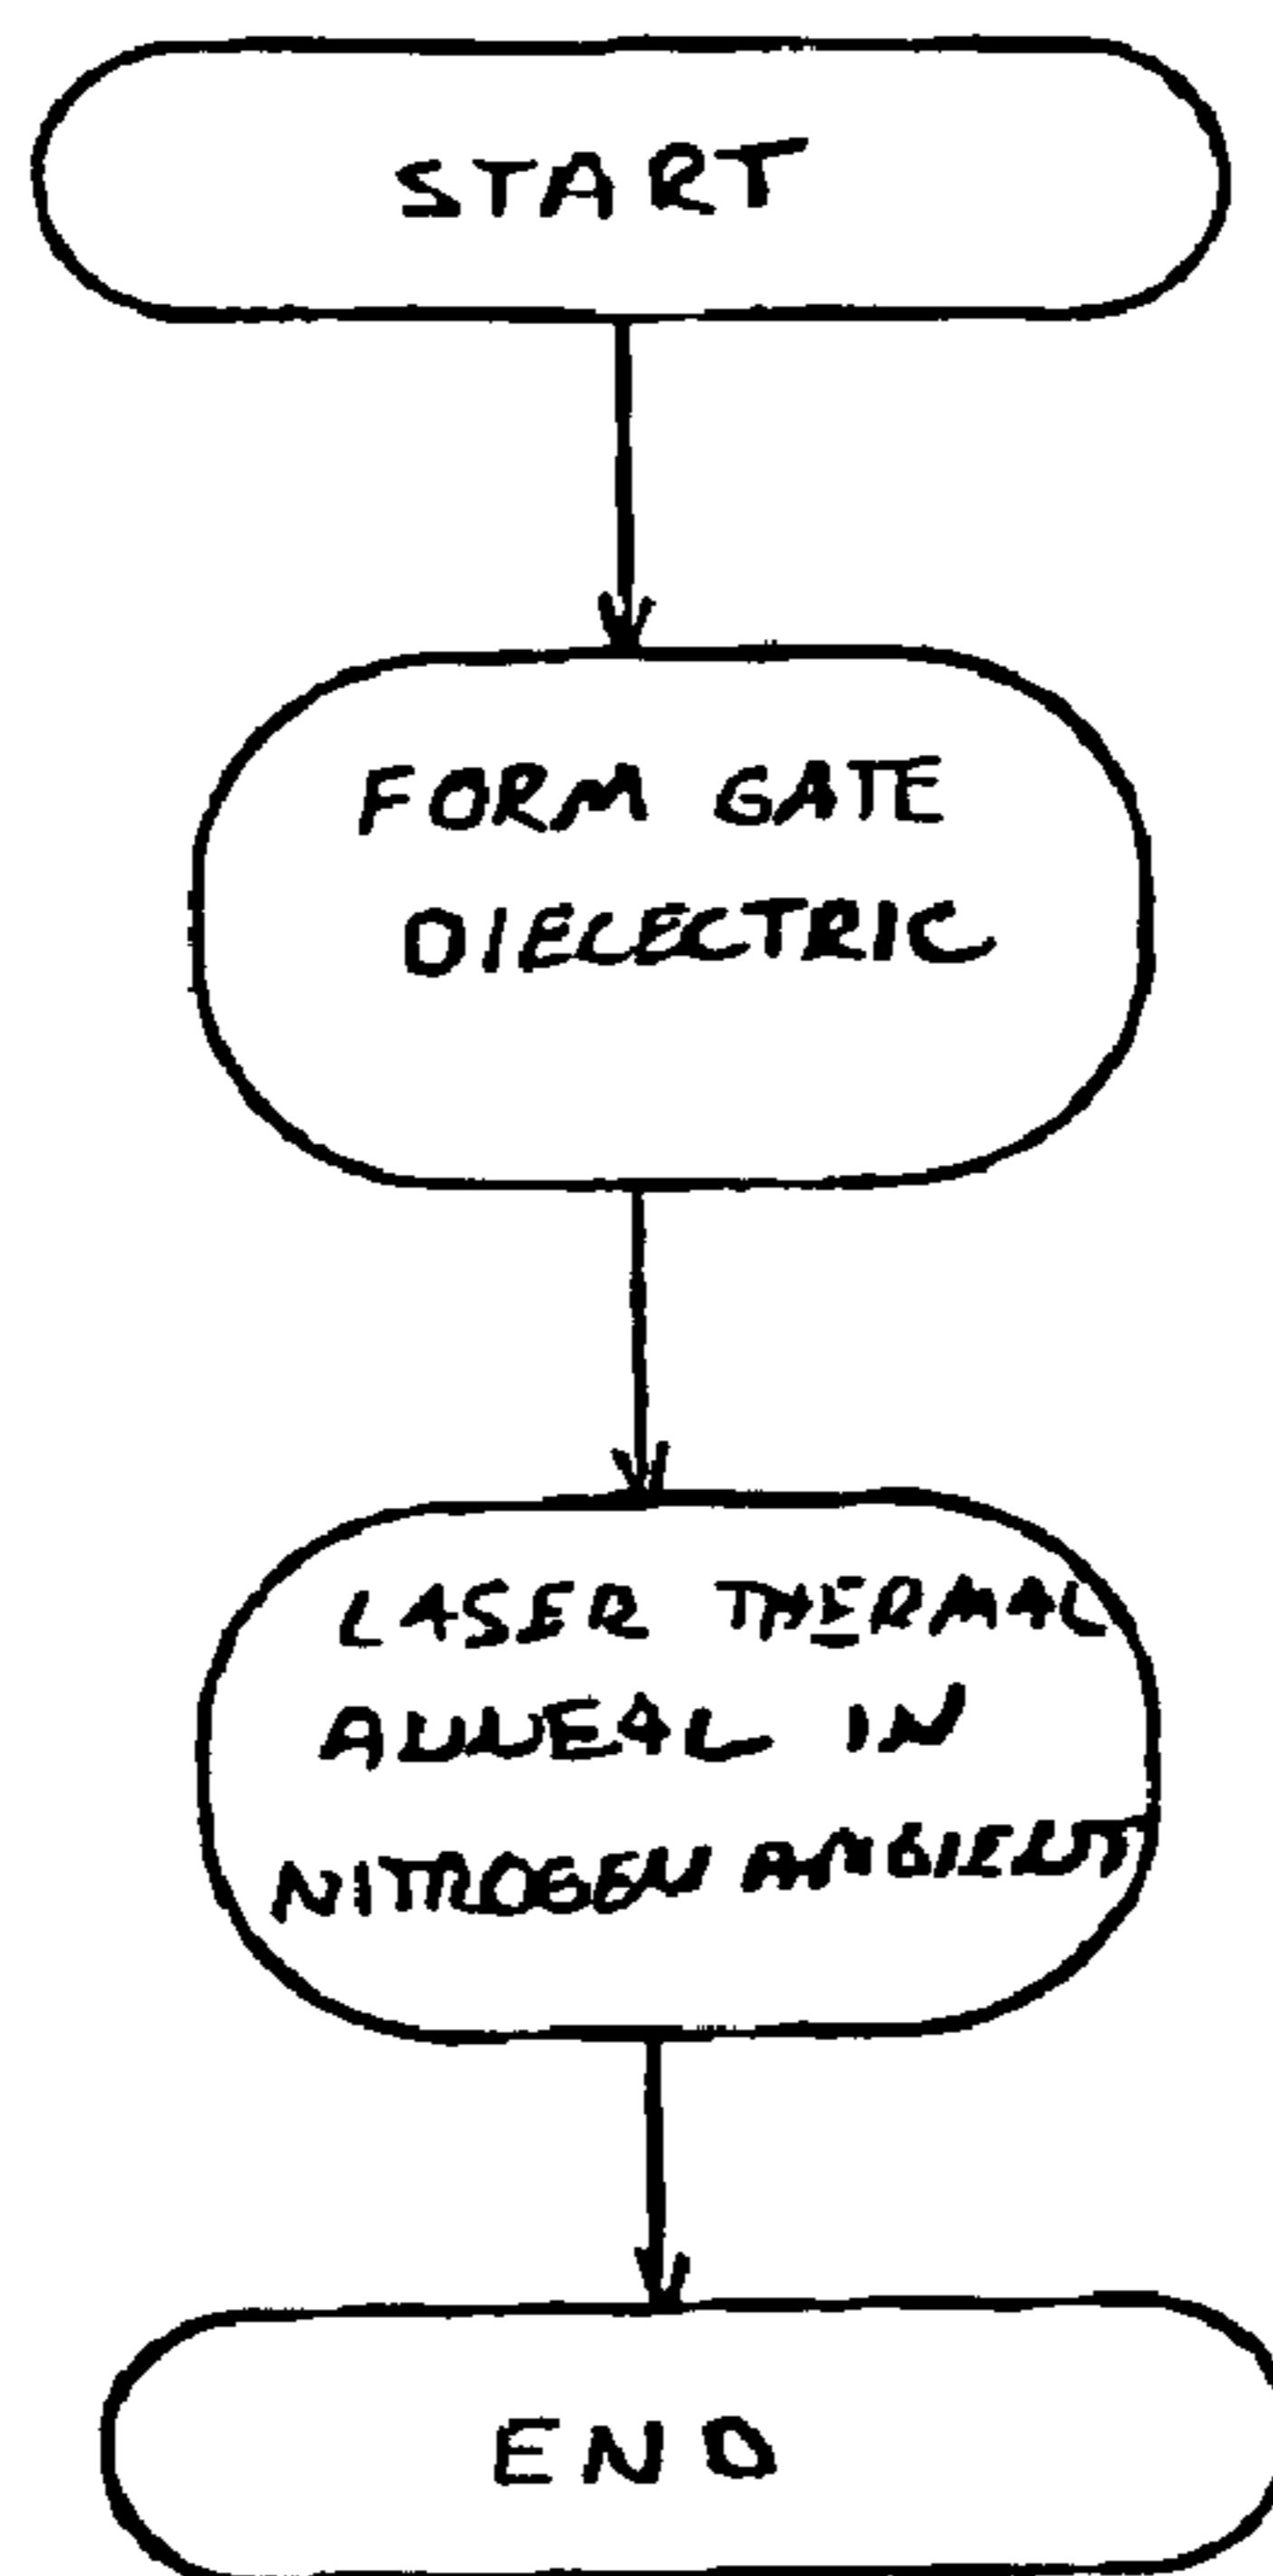 START
FORM GATE
DIELECTRIC
LASER THERMAL
ANNEAL IN
NITROGEN AMBIENT
END